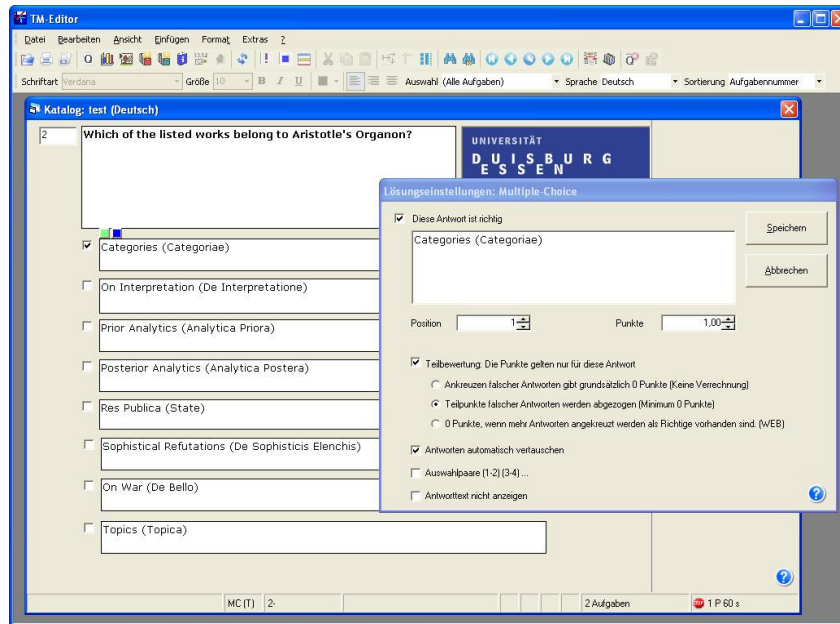 TM-Editor
Datei Bearbeiten Ansicht Einfügen Format Extras ?
Schriftart Verdana Größe 10 B I U Auswahl (Alle Aufgaben) Sprache Deutsch Sortierung Aufgabennummer
Katalog: test (Deutsch)
2 Which of the listed works belong to Aristotle's Organon?
UNIVERSITÄT
DUISBURG
ESSEN
Categories (Categoriae)
On Interpretation (De Interpretatione)
Prior Analytics (Analytica Priora)
Posterior Analytics (Analytica Postera)
Res Publica (State)
Sophistical Refutations (De Sophisticis Elenchis)
On War (De Bello)
Topics (Topica)
Lösungseinstellungen: Multiple-Choice
Diese Antwort ist richtig
Categories (Categoriae)
Speichern
Abbrechen
Position 1 Punkte 1,00
Teilbewertung: Die Punkte gelten nur für diese Antwort
Ankreuzen falscher Antworten gibt grundsätzlich 0 Punkte (Keine Verrechnung)
Teilpunkte falscher Antworten werden abgezogen (Minimum 0 Punkte)
0 Punkte, wenn mehr Antworten angekreuzt werden als Richtige vorhanden sind. (WEB)
Antworten automatisch vertauschen
Auswahlpaare (1-2) (3-4) ...
Antworttext nicht anzeigen
MC (T) 2- 2 Aufgaben 1 P 60 s